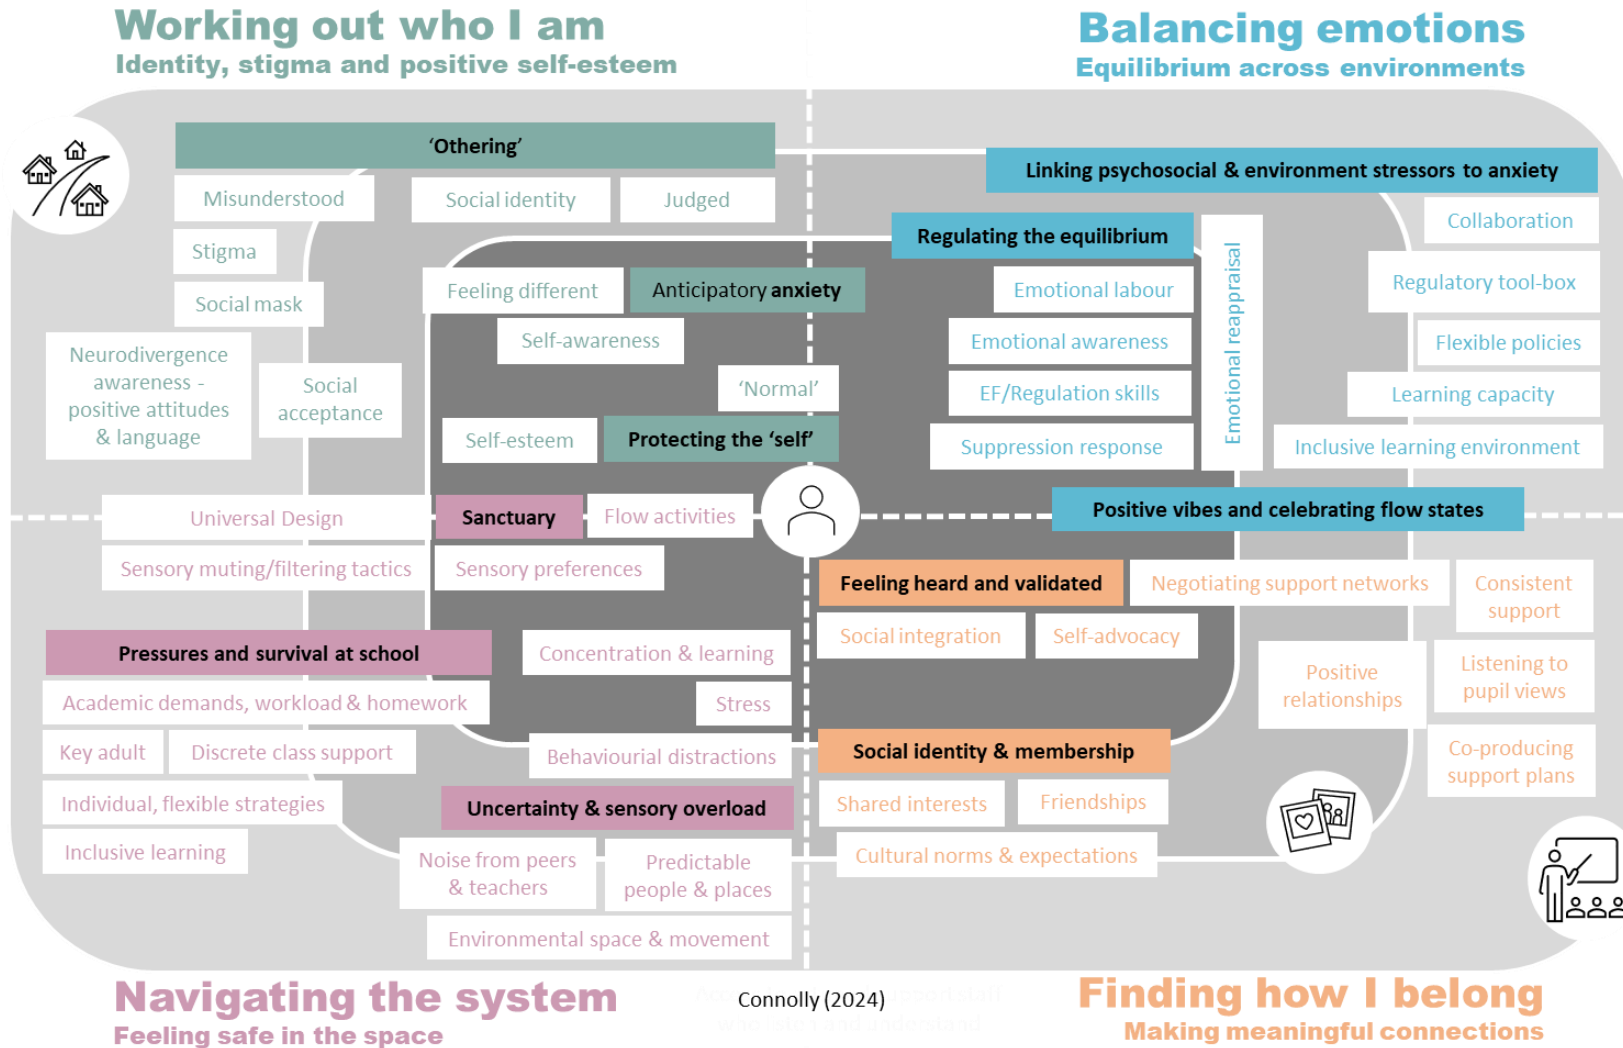 Working out who I am
Identity, stigma and positive self-esteem
Balancing emotions
Equilibrium across environments
'Othering'
Misunderstood
Social identity
Judged
Stigma
Social mask
Feeling different
Anticipatory anxiety
Self-awareness
Neurodivergence
awareness -
positive attitudes
& language
Social
acceptance
'Normal'
Self-esteem
Protecting the 'self'
Linking psychosocial & environment stressors to anxiety
Regulating the equilibrium
Collaboration
Emotional labour
Emotional reappraisal
Regulatory tool-box
Emotional awareness
Flexible policies
EF/Regulation skills
Learning capacity
Suppression response
Inclusive learning environment
Positive vibes and celebrating flow states
Universal Design
Sanctuary
Flow activities
Sensory muting/filtering tactics
Sensory preferences
Pressures and survival at school
Concentration & learning
Academic demands, workload & homework
Stress
Key adult
Discrete class support
Behaviourial distractions
Individual, flexible strategies
Uncertainty & sensory overload
Inclusive learning
Noise from peers
& teachers
Predictable
people & places
Environmental space & movement
Feeling heard and validated
Negotiating support networks
Consistent
support
Social integration
Self-advocacy
Positive
relationships
Listening to
pupil views
Social identity & membership
Co-producing
support plans
Shared interests
Friendships
Cultural norms & expectations
Navigating the system
Feeling safe in the space
Connolly (2024)
Finding how I belong
Making meaningful connections